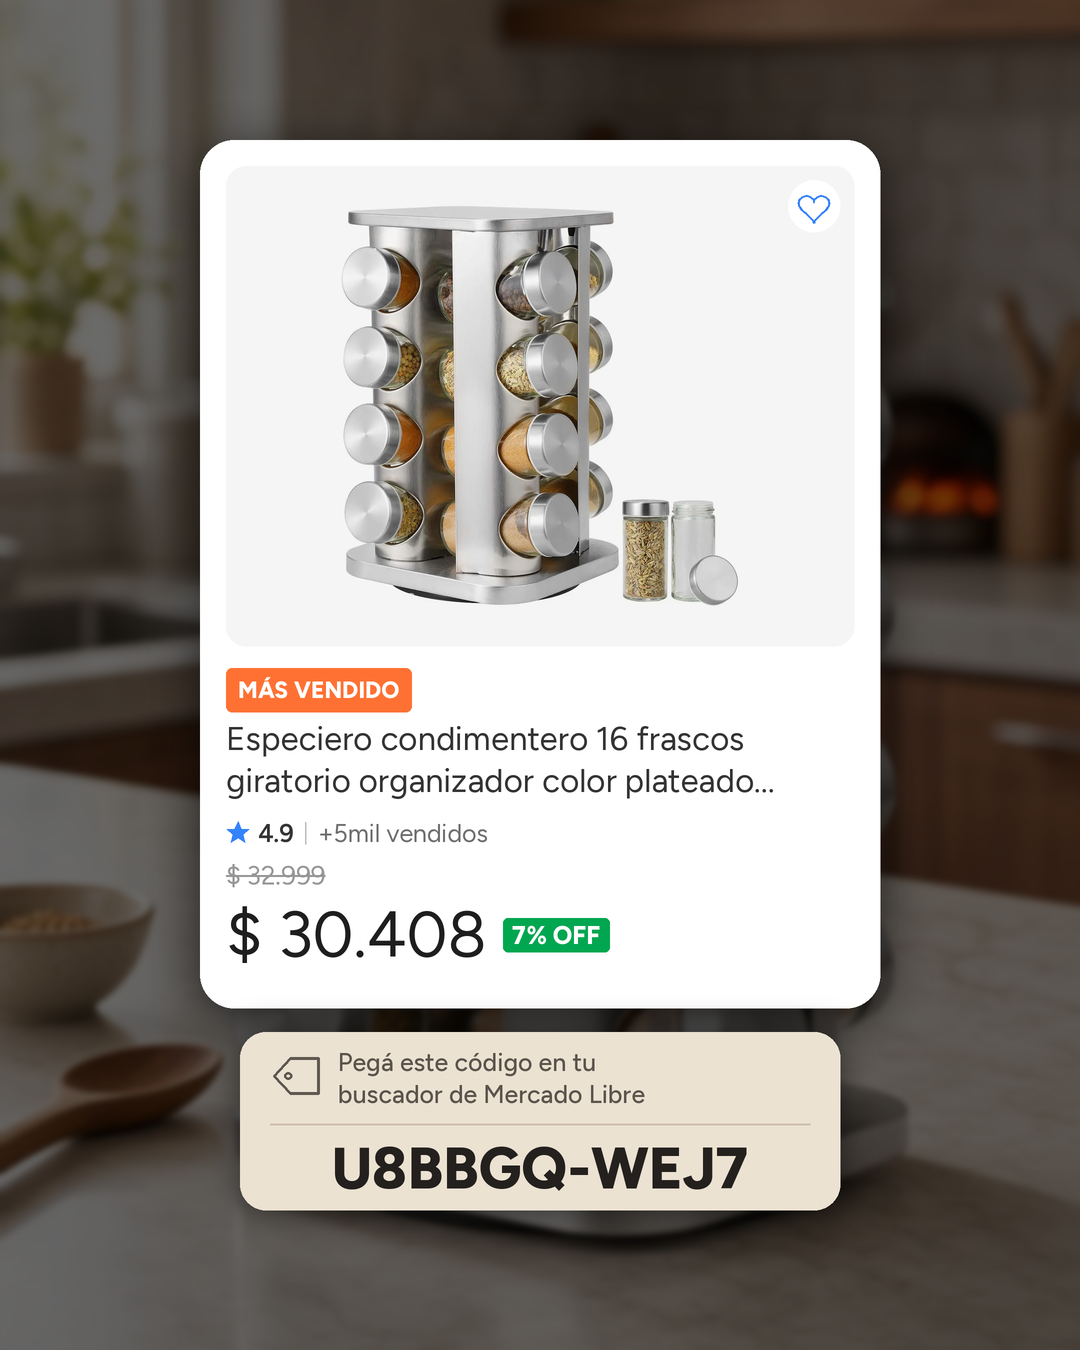 MÁS VENDIDO
Especiero condimentero 16 frascos
giratorio organizador color plateado...
4.9 | +5mil vendidos
$ 32.999
$ 30.408 7% OFF
Pegá este código en tu
buscador de Mercado Libre
U8BBGQ-WEJ7